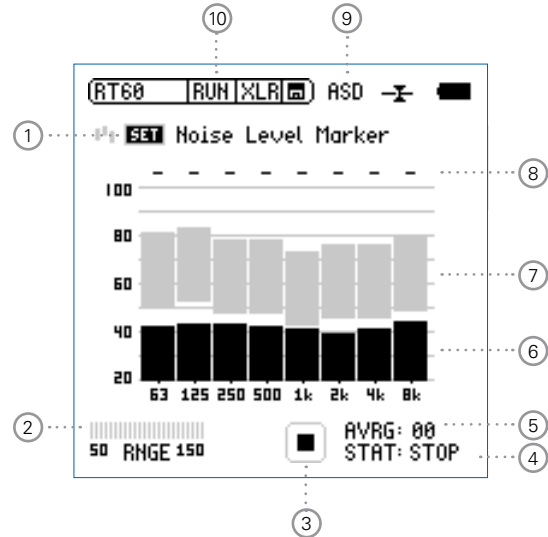 10
9
RT60 RUN XLR ASD
1
SET Noise Level Marker
8
100
80
7
60
40
6
20
63 125 250 500 1k 2k 4k 8k
2
5
AVRG: 00
50 RNGE 150
STAT: STOP
4
3